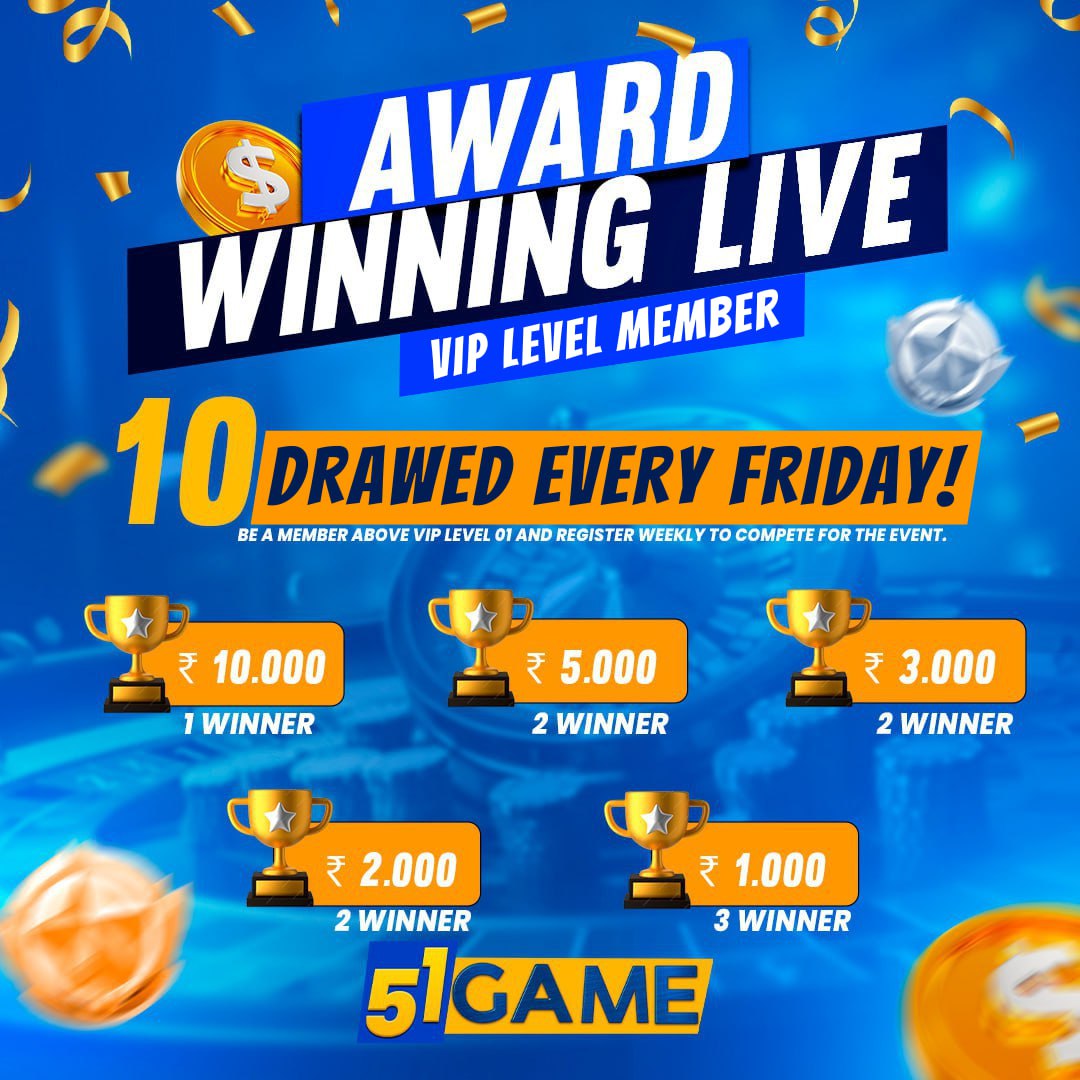 AWARD
WINNING LIVE
VIP LEVEL MEMBER
10 DRAWED EVERY FRIDAY!
BE A MEMBER ABOVE VIP LEVEL 01 AND REGISTER WEEKLY TO COMPETE FOR THE EVENT.
₹ 10.000
1 WINNER
₹ 5.000
2 WINNER
₹ 3.000
2 WINNER
₹ 2.000
2 WINNER
₹ 1.000
3 WINNER
51GAME